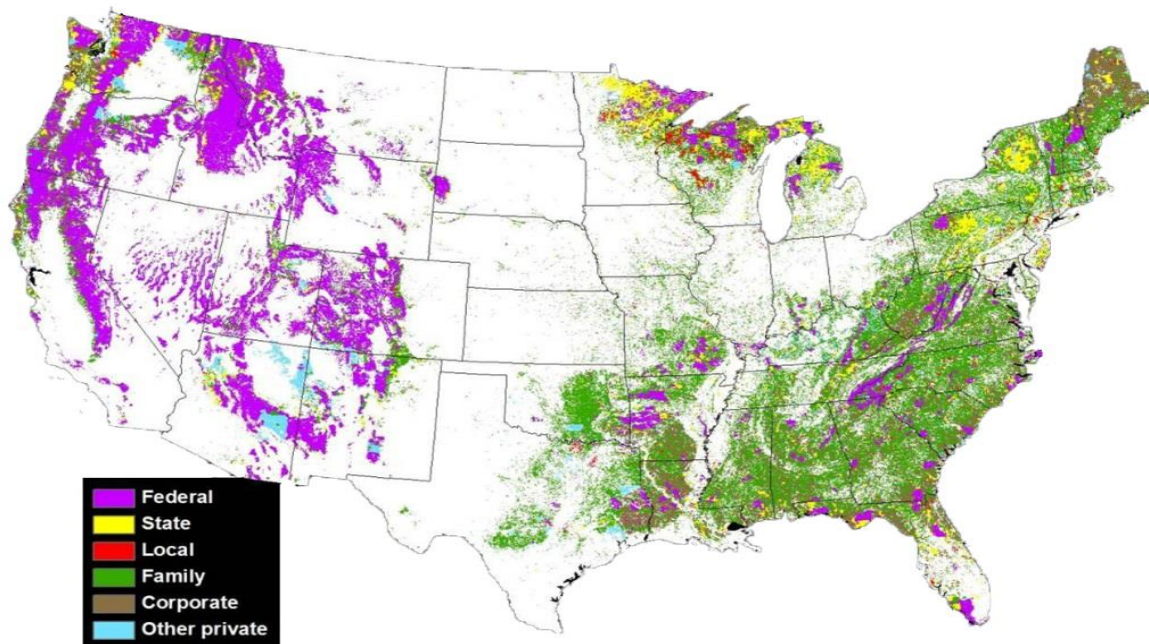 Federal
State
Local
Family
Corporate
Other private